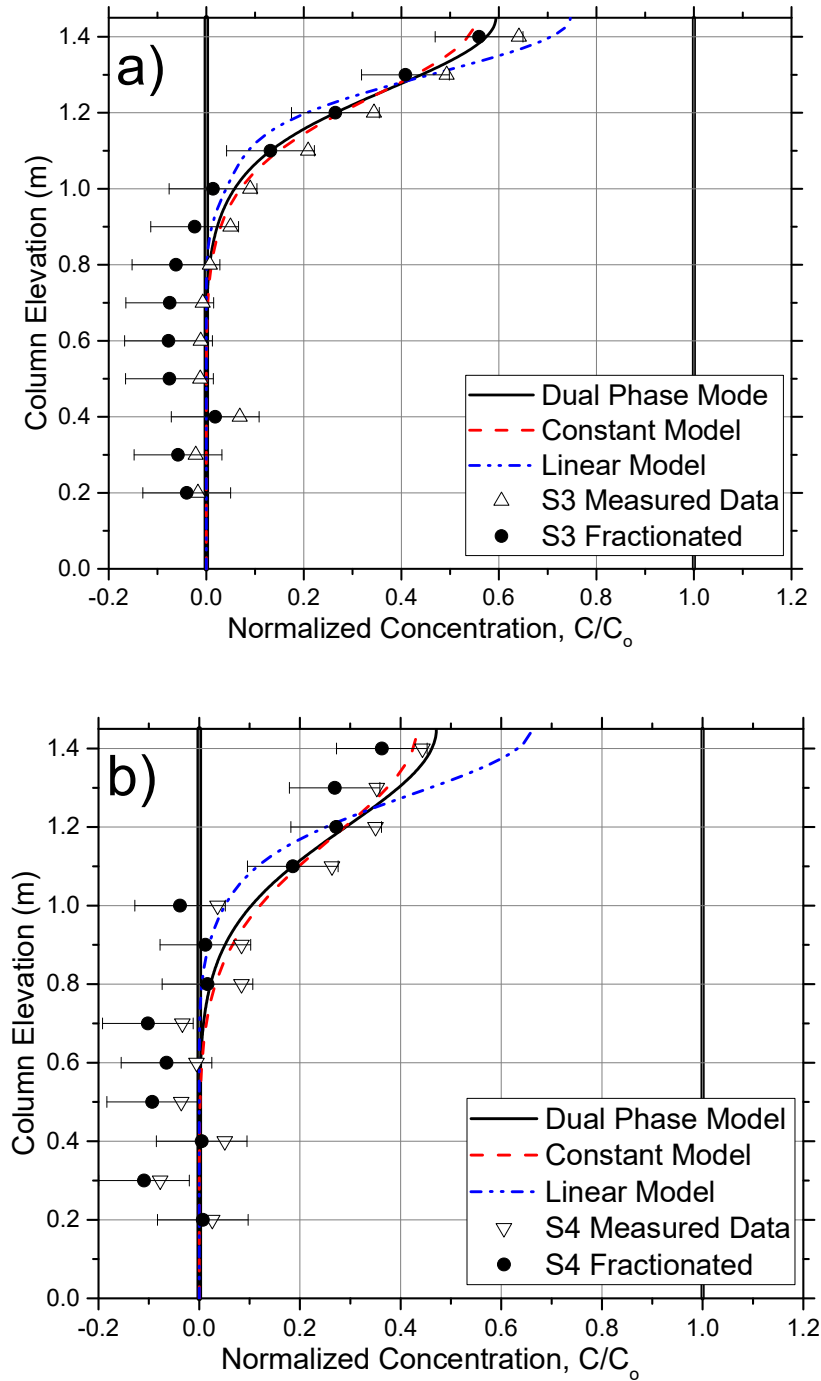 a)
1.4
1.2
1.0
0.8
0.6
0.4
0.2
0.0
Column Elevation (m)
Dual Phase Mode
Constant Model
Linear Model
S3 Measured Data
S3 Fractionated
-0.2 0.0 0.2 0.4 0.6 0.8 1.0 1.2
Normalized Concentration, C/Co
b)
1.4
1.2
1.0
0.8
0.6
0.4
0.2
0.0
Column Elevation (m)
Dual Phase Model
Constant Model
Linear Model
S4 Measured Data
S4 Fractionated
-0.2 0.0 0.2 0.4 0.6 0.8 1.0 1.2
Normalized Concentration, C/Co